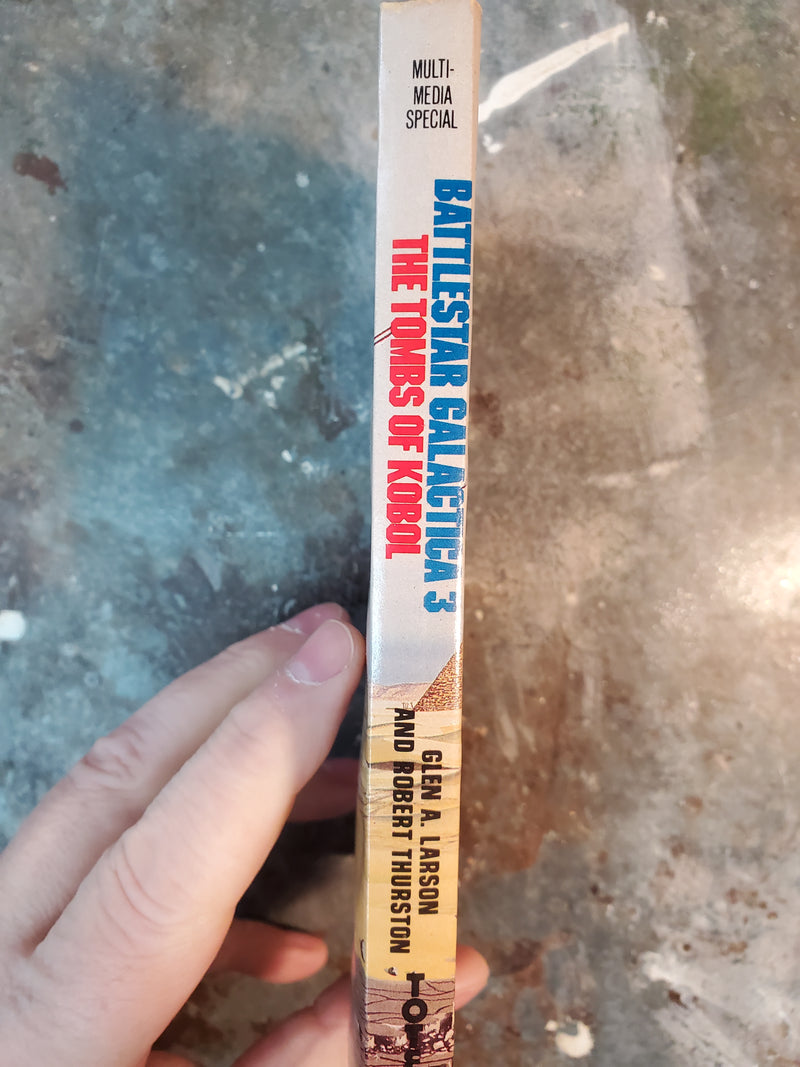 MULTI-
MEDIA
SPECIAL
BATTLESTAR GALACTICA 3
THE TOMBS OF KOBOL
GLEN A. LARSON
AND ROBERT THURSTON